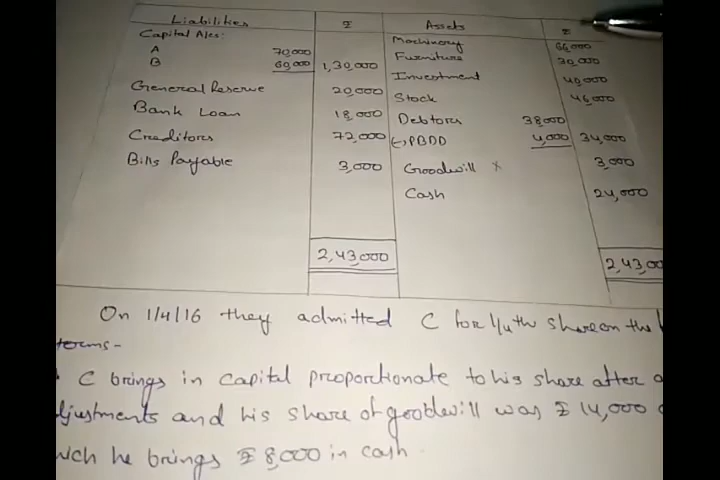 Liabilities ₹ Assets ₹
Capital A/cs: Machinery 66,000
A 70,000 Furniture 30,000
B 60,000 1,30,000 Investment 40,000
General Reserve 20,000 Stock 46,000
Bank Loan 18,000 Debtors 38,000
Creditors 72,000 (-) PBDD 4,000 34,000
Bills Payable 3,000 Goodwill x 3,000
Cash 24,000
2,43,000 2,43,00
On 1/4/16 they admitted C for 1/4th share on the
terms-
C brings in capital proportionate to his share after a
djustments and his share of goodwill was ₹ 14,000 o
which he brings ₹ 8,000 in cash.